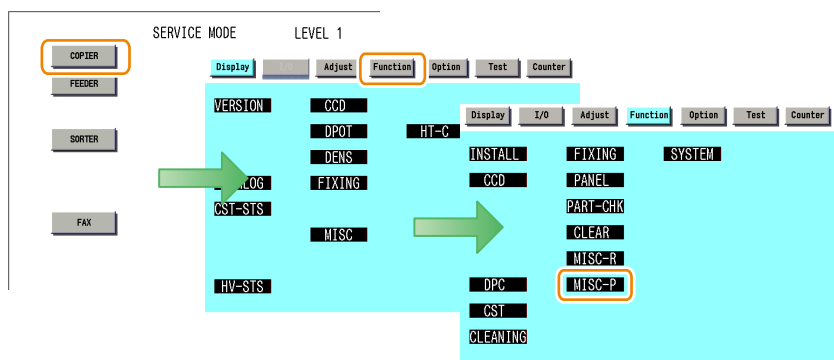 SERVICE MODE LEVEL 1
COPIER
FEEDER
SORTER
FAX
Display Adjust Function Option Test Counter
VERSION CCD
DPOT HT-C
DENS
LOG FIXING
CST-STS
MISC
HV-STS
Display I/O Adjust Function Option Test Counter
INSTALL FIXING SYSTEM
CCD PANEL
PART-CHK
CLEAR
MISC-R
DPC MISC-P
CST
CLEANING